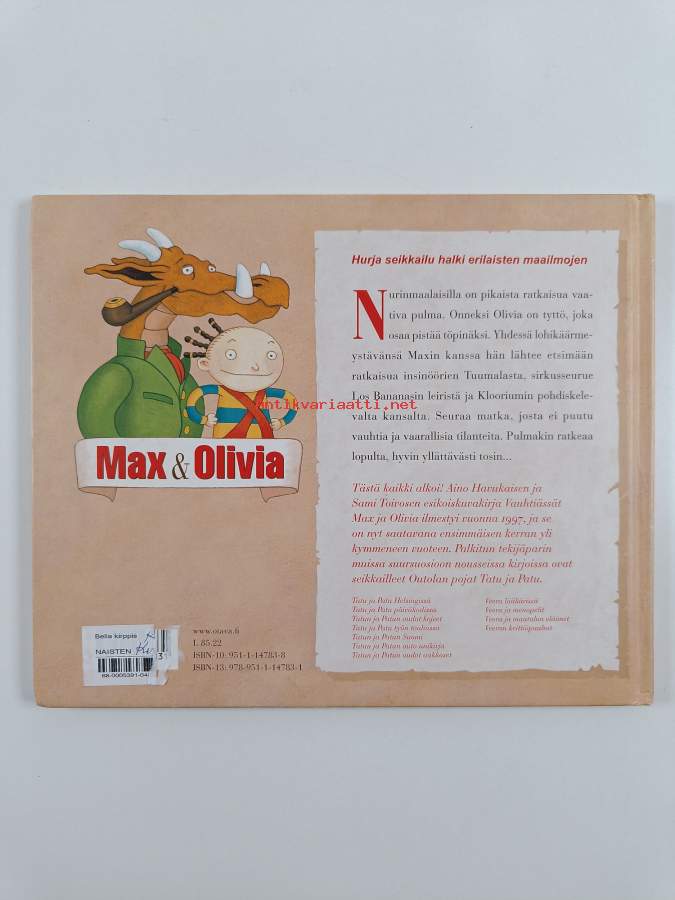 Hurja seikkailu halki erilaisten maailmojen
Nurinmaalaisilla on pikaista ratkaisua vaa-
tiva pulma. Onneksi Olivia on tyttö, joka
osaa pistää töpinäksi. Yhdessä lohikäärme-
ystävänsä Maxin kanssa hän lähtee etsimään
ratkaisua insinöörien Tuumalasta, sirkusseurue
Los Bananasin leiristä ja Klooriumin pohdiskele-
valta kansalta. Seuraa matka, josta ei puutu
vauhtia ja vaarallisia tilanteita. Pulmakin ratkeaa
lopulta, hyvin yllättävästi tosin...
Tästä kaikki alkoi! Aino Havukaisen ja
Sami Toivosen esikoiskuvakirja Vauhtiässät
Max ja Olivia ilmestyi vuonna 1997, ja se
on nyt saatavana ensimmäisen kerran yli
kymmeneen vuoteen. Palkitun tekijäparin
muissa suursuosioon nousseissa kirjoissa ovat
seikkailleet Outolan pojat Tatu ja Patu.
Tatu ja Patu Helsingissä
Tatu ja Patu päiväkodissa
Tatun ja Patun oudot kojeet
Tatu ja Patu työn touhussa
Tatun ja Patun Suomi
Tatun ja Patun outo unikirja
Tatun ja Patun oudot aakkoset
Veera lääkärissä
Veera ja menopelit
Veera ja maatalon eläimet
Veeran keittiöpuuhat
Max & Olivia
antikvariaatti.net
www.otava.fi
L 85.22
ISBN-10: 951-1-14783-8
ISBN-13: 978-951-1-14783-1
Bella kirppis
NAISTEN
31